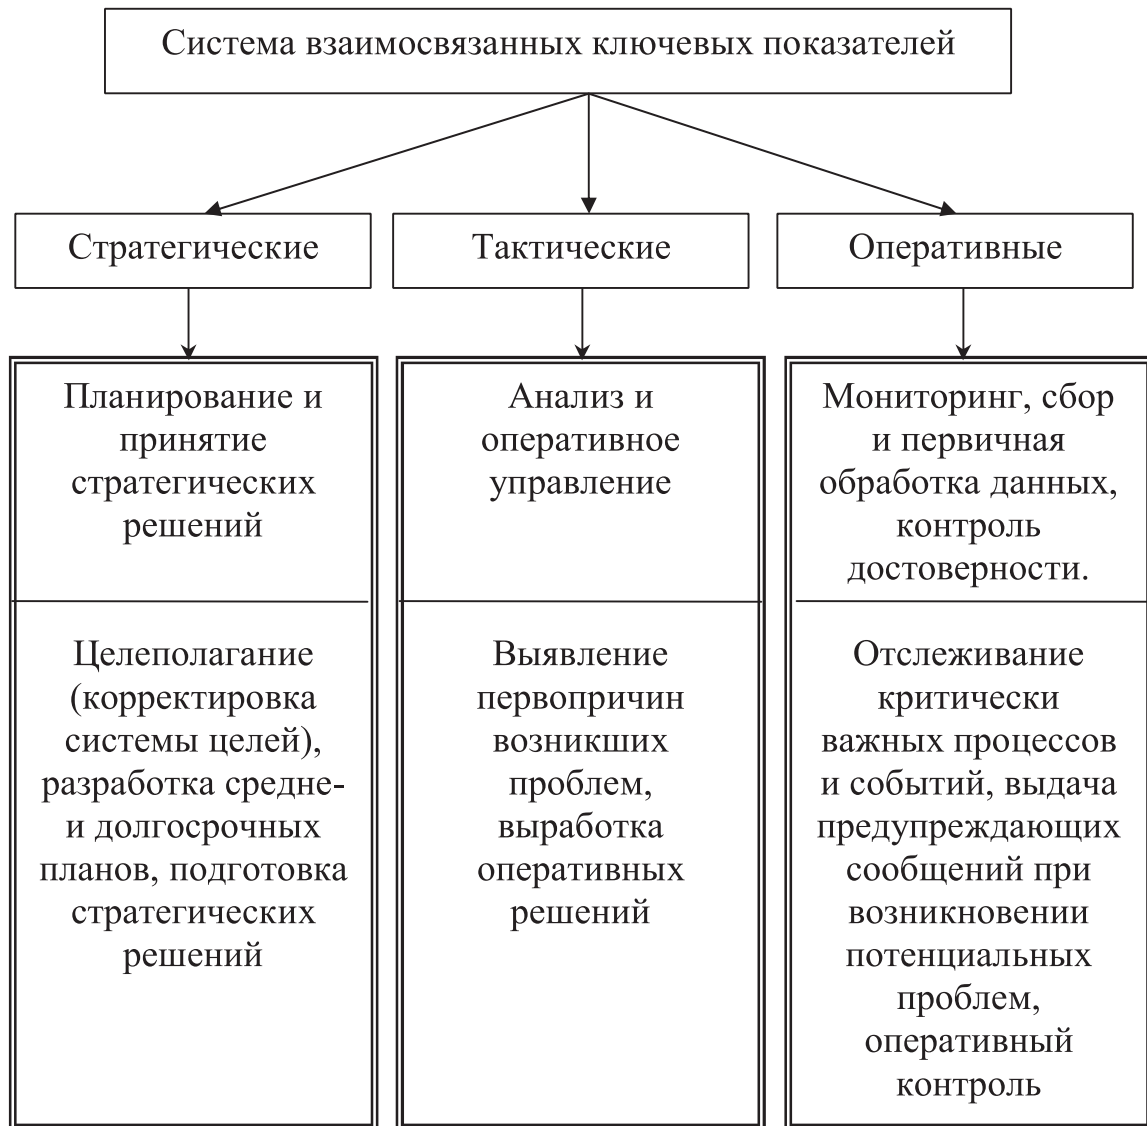 Система взаимосвязанных ключевых показателей
Стратегические
Тактические
Оперативные
Планирование и
принятие
стратегических
решений
Целеполагание
(корректировка
системы целей),
разработка средне-
и долгосрочных
планов, подготовка
стратегических
решений
Анализ и
оперативное
управление
Выявление
первопричин
возникших
проблем,
выработка
оперативных
решений
Мониторинг, сбор
и первичная
обработка данных,
контроль
достоверности.
Отслеживание
критически
важных процессов
и событий, выдача
предупреждающих
сообщений при
возникновении
потенциальных
проблем,
оперативный
контроль